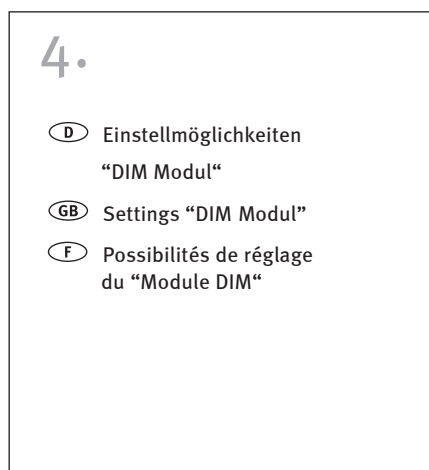 4.
D Einstellmöglichkeiten
“DIM Modul“
GB Settings “DIM Modul”
F Possibilités de réglage
du “Module DIM“